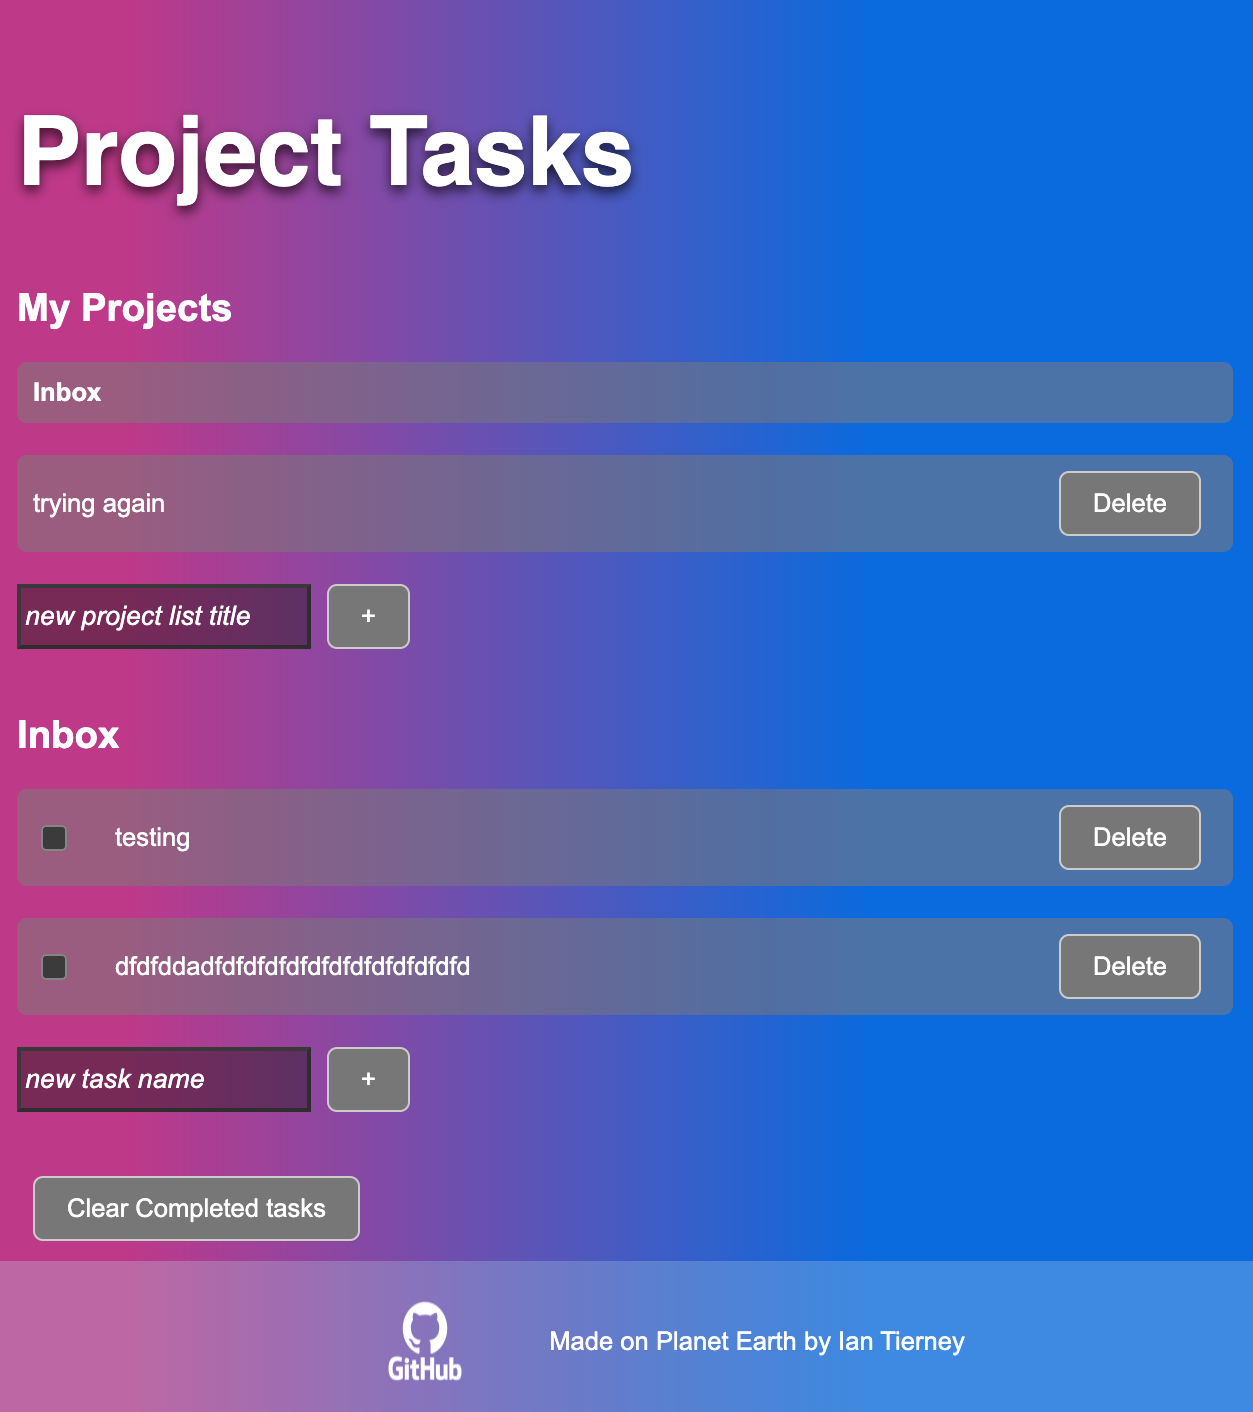 Project Tasks
My Projects
Inbox
trying again
Delete
new project list title
+
Inbox
testing
Delete
dfdfddadfdfdfdfdfdfdfdfdfdfdfdfd
Delete
new task name
+
Clear Completed tasks
GitHub
Made on Planet Earth by Ian Tierney